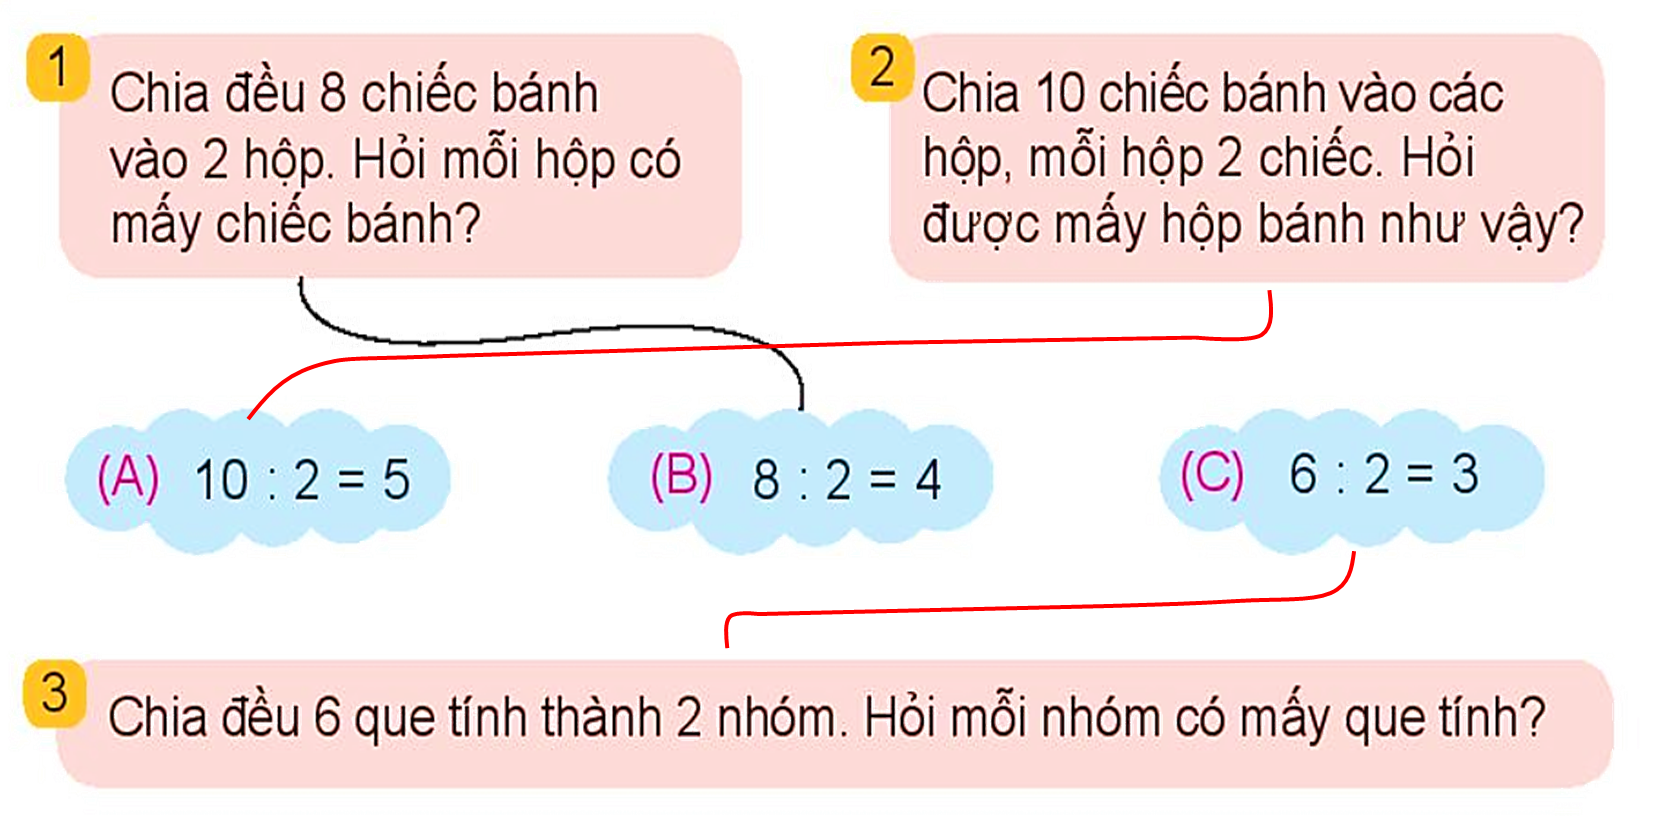 1
Chia đều 8 chiếc bánh
vào 2 hộp. Hỏi mỗi hộp có
mấy chiếc bánh?
2
Chia 10 chiếc bánh vào các
hộp, mỗi hộp 2 chiếc. Hỏi
được mấy hộp bánh như vậy?
(A) 10 : 2 = 5
(B) 8 : 2 = 4
(C) 6 : 2 = 3
3
Chia đều 6 que tính thành 2 nhóm. Hỏi mỗi nhóm có mấy que tính?